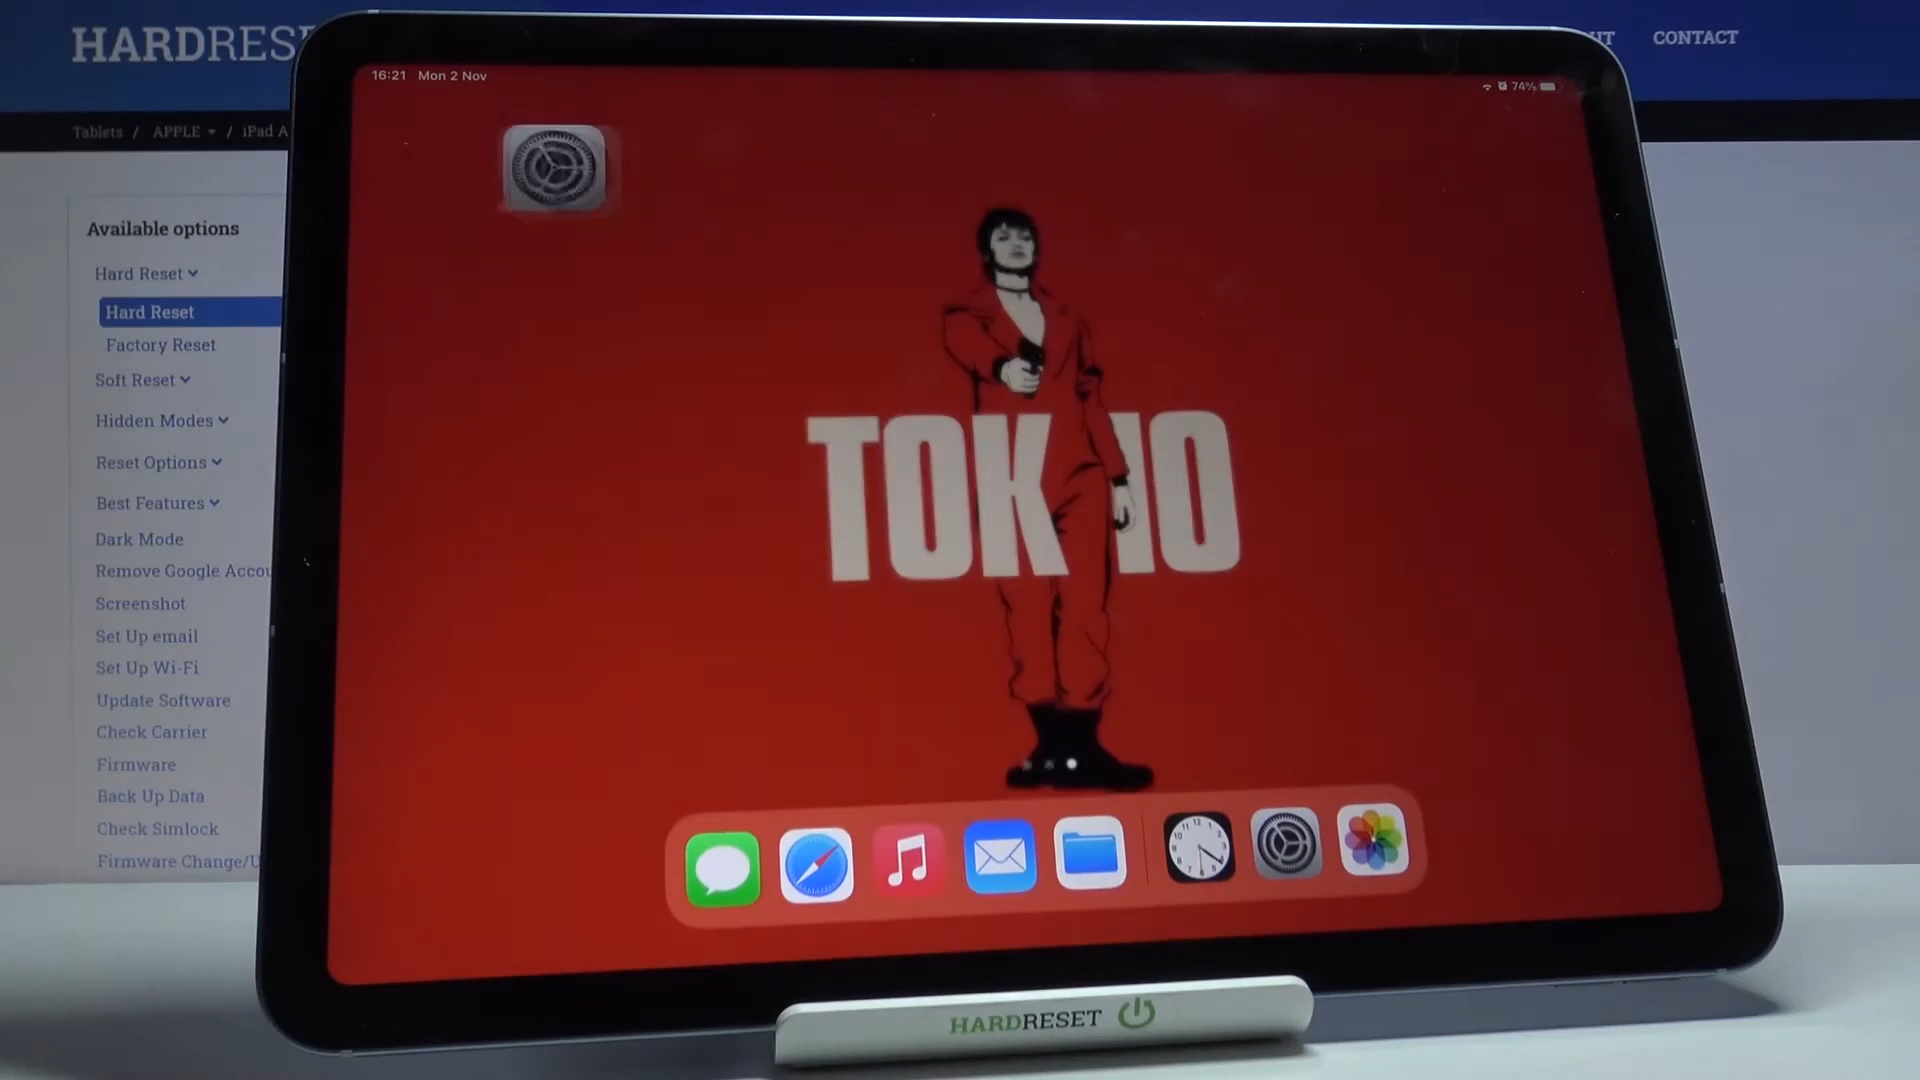 HARDRES
CONTACT
Tablets / APPLE / iPad A
16:21 Mon 2 Nov
74%
Available options
Hard Reset
Hard Reset
Factory Reset
Soft Reset
Hidden Modes
Reset Options
Best Features
Dark Mode
Remove Google Accou
Screenshot
Set Up email
Set Up Wi-Fi
Update Software
Check Carrier
Firmware
Back Up Data
Check Simlock
Firmware Change/U
TOKIO
HARDRESET